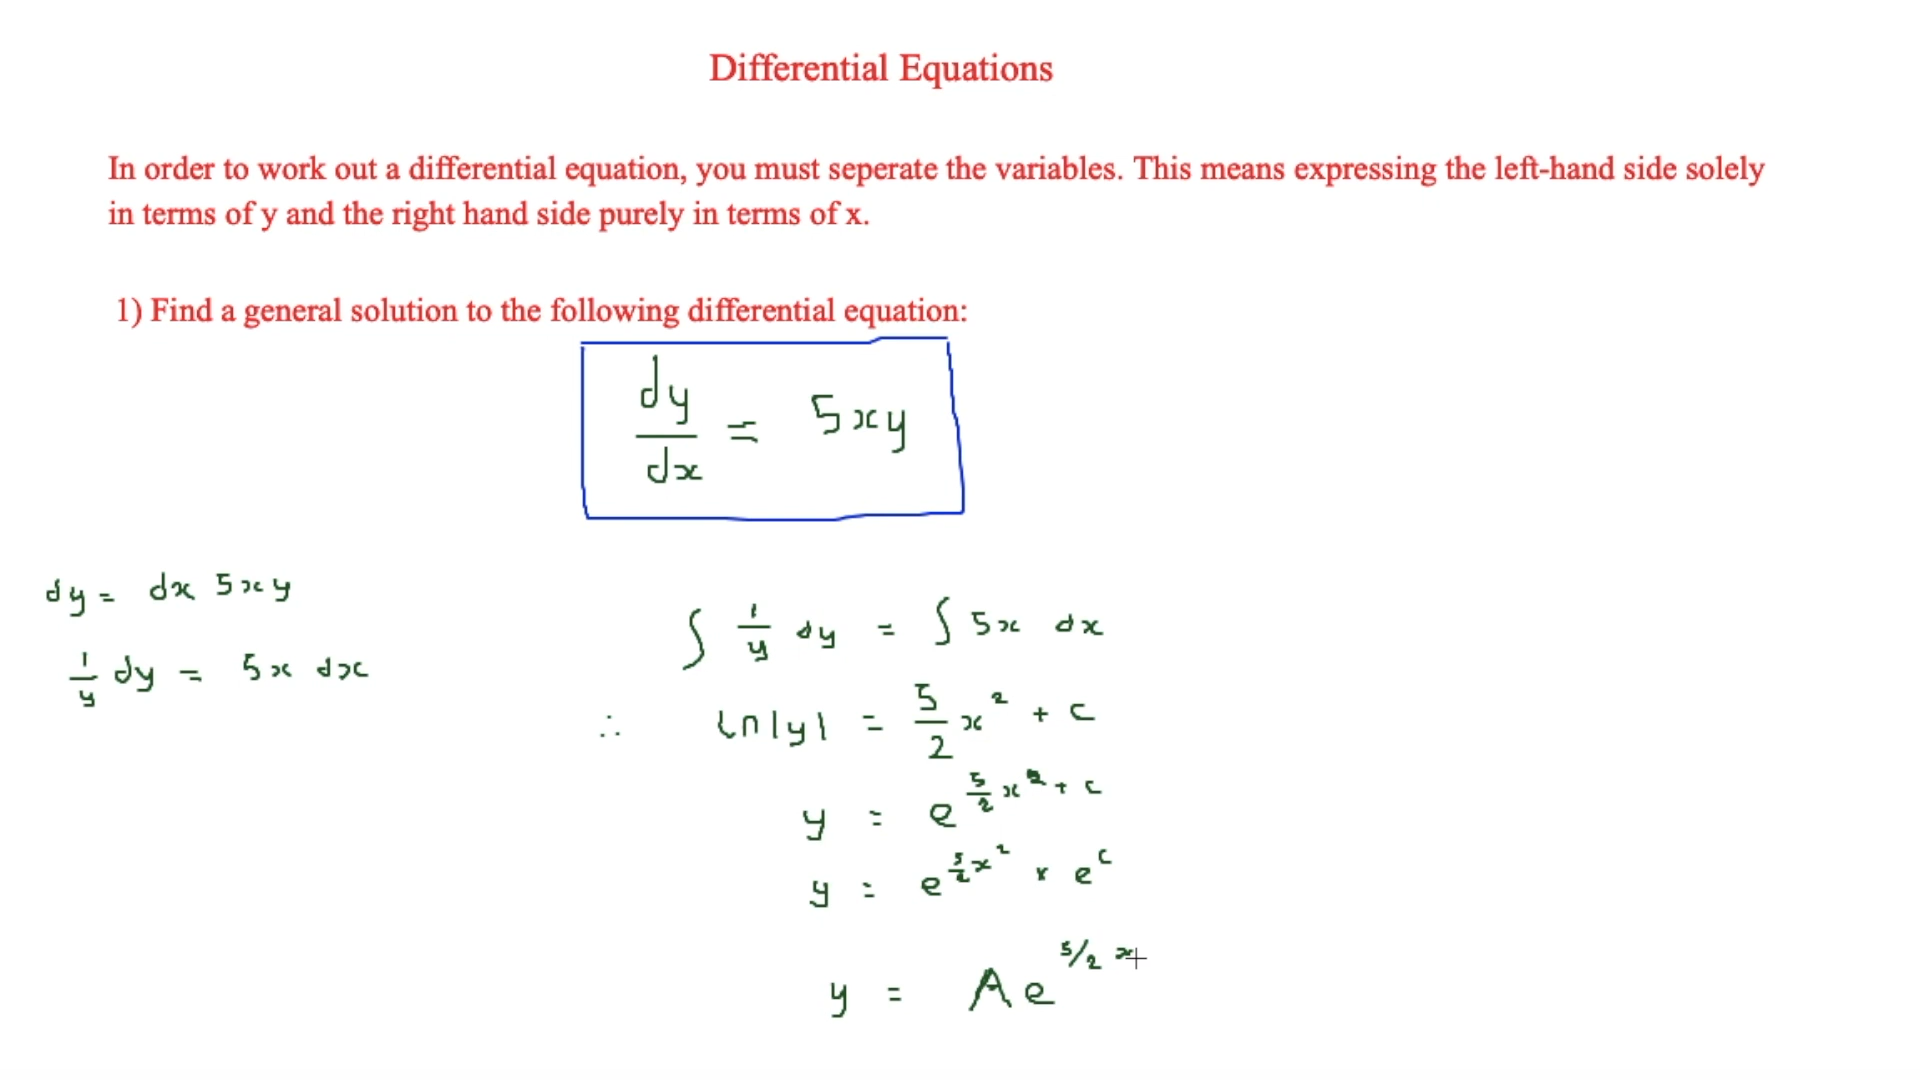 Differential Equations
In order to work out a differential equation, you must seperate the variables. This means expressing the left-hand side solely
in terms of y and the right hand side purely in terms of x.
1) Find a general solution to the following differential equation:
dy/dx = 5xy
dy = dx 5xy
1/y dy = 5x dx
∫ 1/y dy = ∫ 5x dx
∴ ln|y| = 5/2 x² + c
y = e^(5/2 x² + c)
y = e^(5/2 x²) × e^c
y = Ae^(5/2 x)